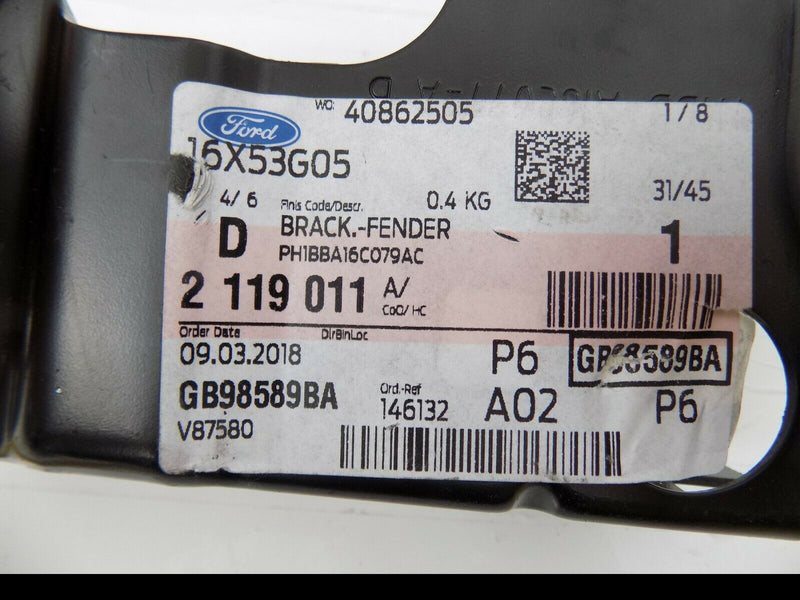 WO: 40862505 1/8
Ford
16X53G05
4/6 Finis Code/Descr. 0.4 KG 31/45
D BRACK.-FENDER 1
PH1BBA16C079AC
2 119 011 A/
CoO/HC
Order Date DirBinLoc
09.03.2018 P6 GB98589BA
GB98589BA Ord.-Ref A02 P6
V87580 146132